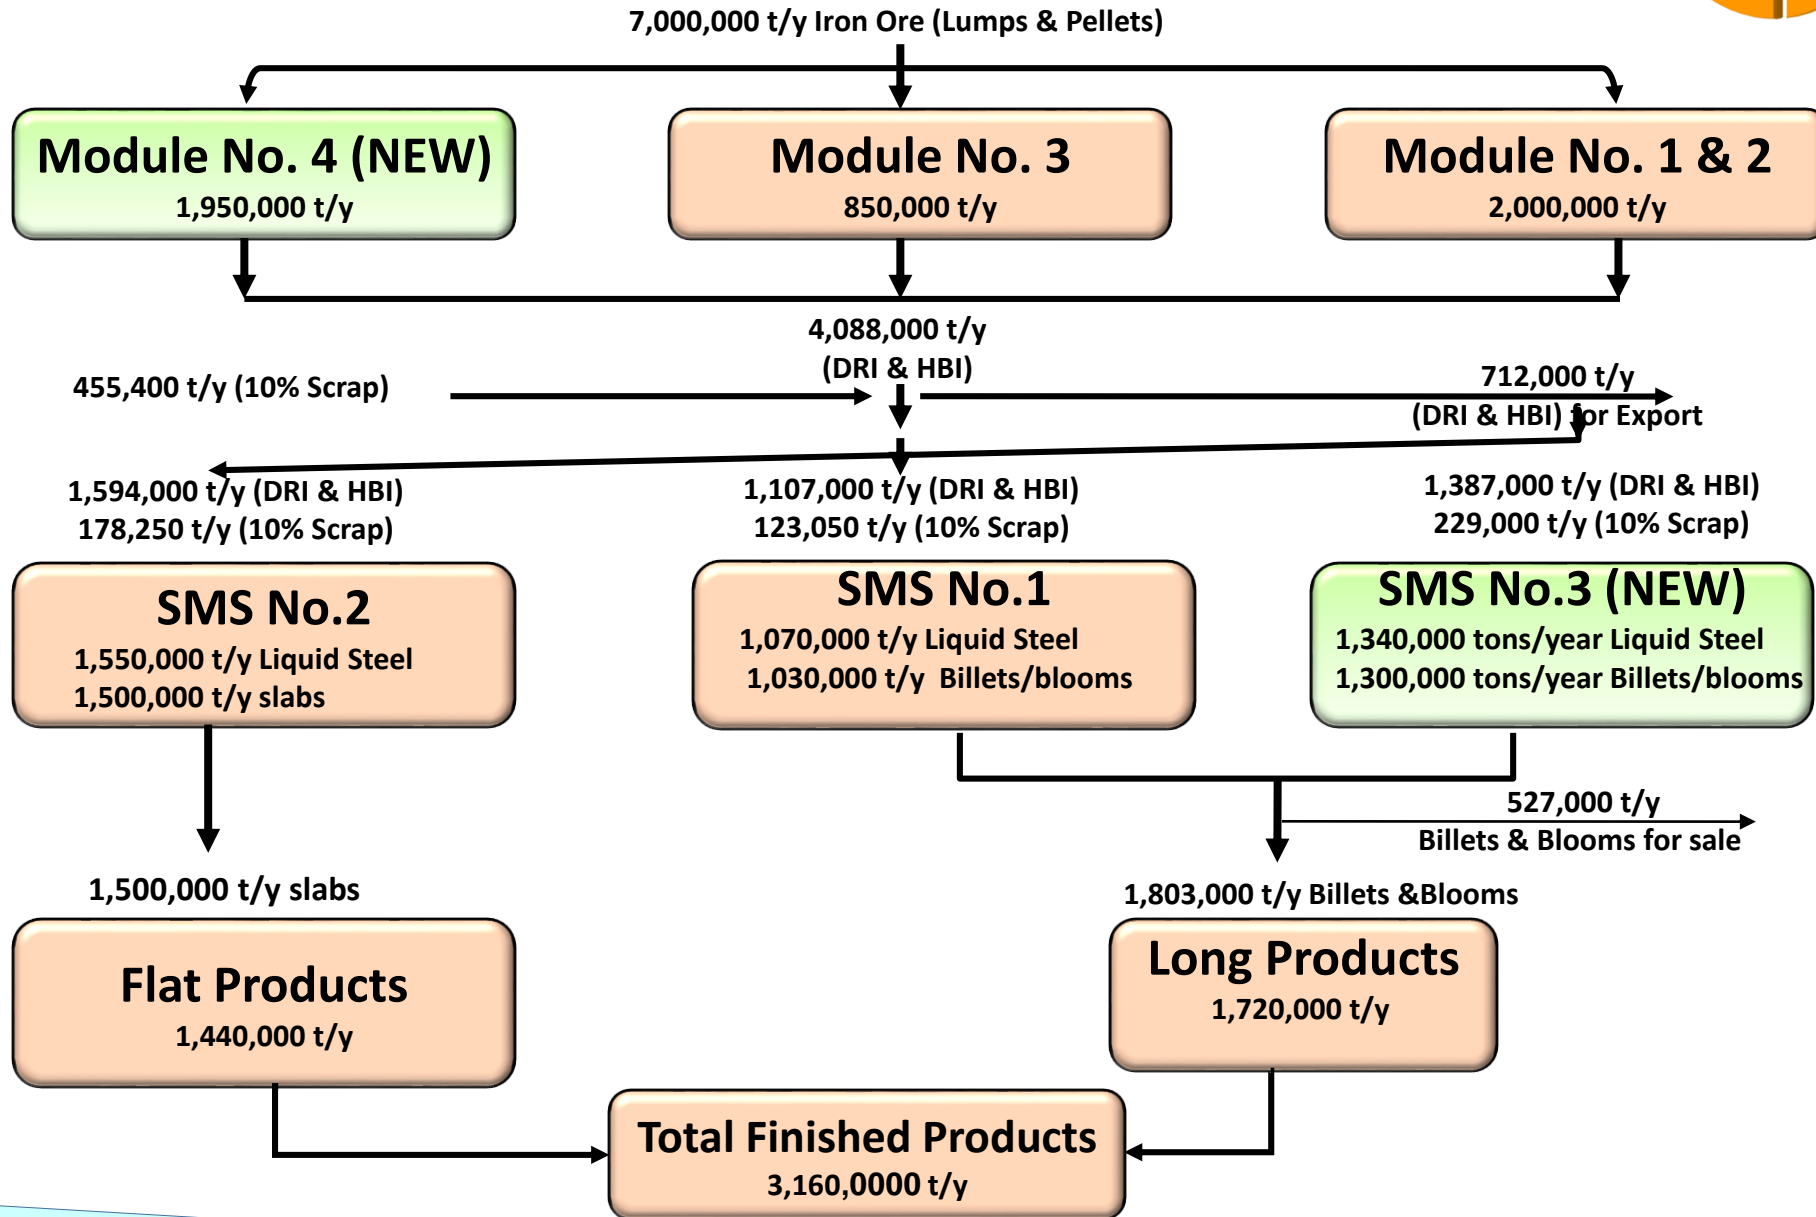 7,000,000 t/y Iron Ore (Lumps & Pellets)
Module No. 4 (NEW)
1,950,000 t/y
Module No. 3
850,000 t/y
Module No. 1 & 2
2,000,000 t/y
4,088,000 t/y
(DRI & HBI)
455,400 t/y (10% Scrap)
712,000 t/y
(DRI & HBI) for Export
1,594,000 t/y (DRI & HBI)
178,250 t/y (10% Scrap)
1,107,000 t/y (DRI & HBI)
123,050 t/y (10% Scrap)
1,387,000 t/y (DRI & HBI)
229,000 t/y (10% Scrap)
SMS No.2
1,550,000 t/y Liquid Steel
1,500,000 t/y slabs
SMS No.1
1,070,000 t/y Liquid Steel
1,030,000 t/y Billets/blooms
SMS No.3 (NEW)
1,340,000 tons/year Liquid Steel
1,300,000 tons/year Billets/blooms
527,000 t/y
Billets & Blooms for sale
1,500,000 t/y slabs
1,803,000 t/y Billets &Blooms
Flat Products
1,440,000 t/y
Long Products
1,720,000 t/y
Total Finished Products
3,160,0000 t/y